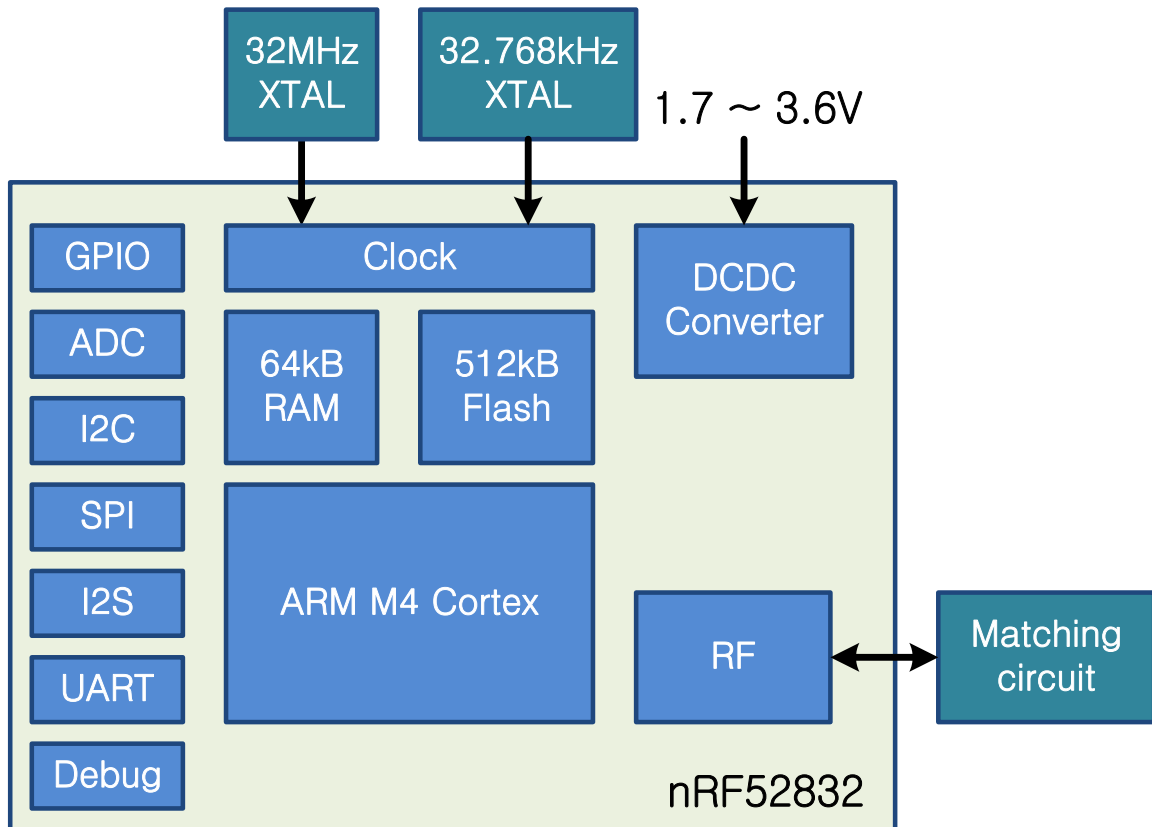 32MHz
XTAL
32.768kHz
XTAL
1.7 ~ 3.6V
GPIO
ADC
I2C
SPI
I2S
UART
Debug
Clock
64kB
RAM
512kB
Flash
ARM M4 Cortex
DCDC
Converter
RF
Matching
circuit
nRF52832